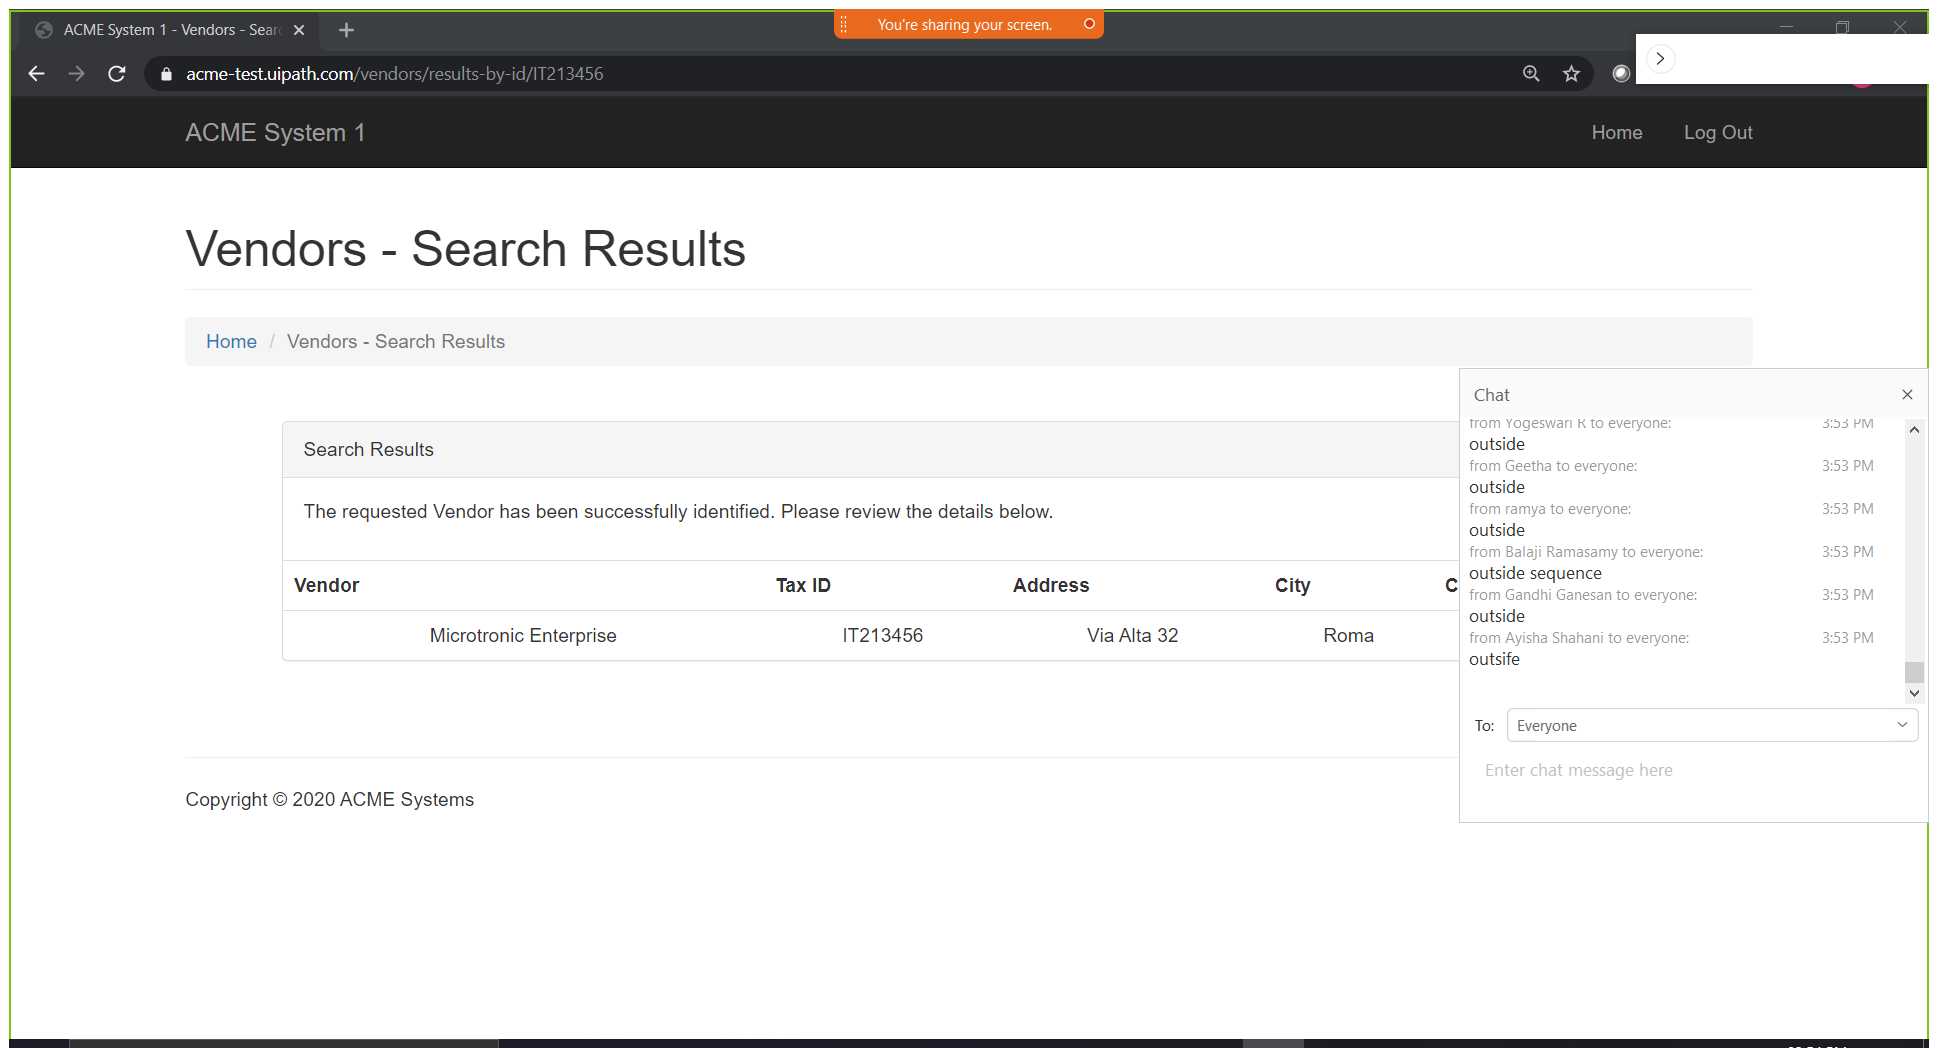 ACME System 1 - Vendors - Sear
You're sharing your screen.
acme-test.uipath.com/vendors/results-by-id/IT213456
ACME System 1
Home
Log Out
Vendors - Search Results
Home / Vendors - Search Results
Search Results
The requested Vendor has been successfully identified. Please review the details below.
Vendor Tax ID Address City C
Microtronic Enterprise IT213456 Via Alta 32 Roma
Copyright © 2020 ACME Systems
Chat
from Yogeswari R to everyone: 3:53 PM
outside
from Geetha to everyone: 3:53 PM
outside
from ramya to everyone: 3:53 PM
outside
from Balaji Ramasamy to everyone: 3:53 PM
outside sequence
from Gandhi Ganesan to everyone: 3:53 PM
outside
from Ayisha Shahani to everyone: 3:53 PM
outsife
To: Everyone
Enter chat message here